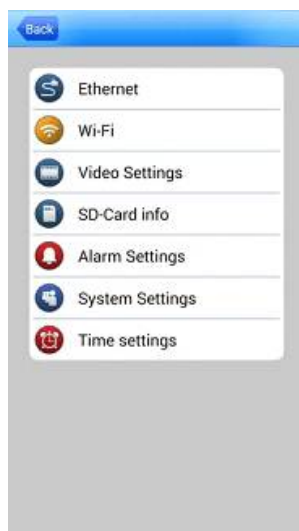 Back
Ethernet
Wi-Fi
Video Settings
SD-Card info
Alarm Settings
System Settings
Time settings